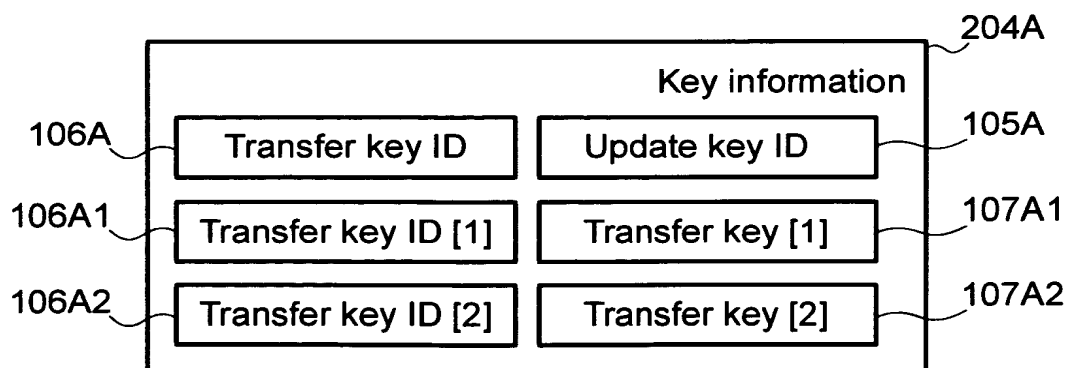 204A
Key information
106A Transfer key ID Update key ID 105A
106A1 Transfer key ID [1] Transfer key [1] 107A1
106A2 Transfer key ID [2] Transfer key [2] 107A2